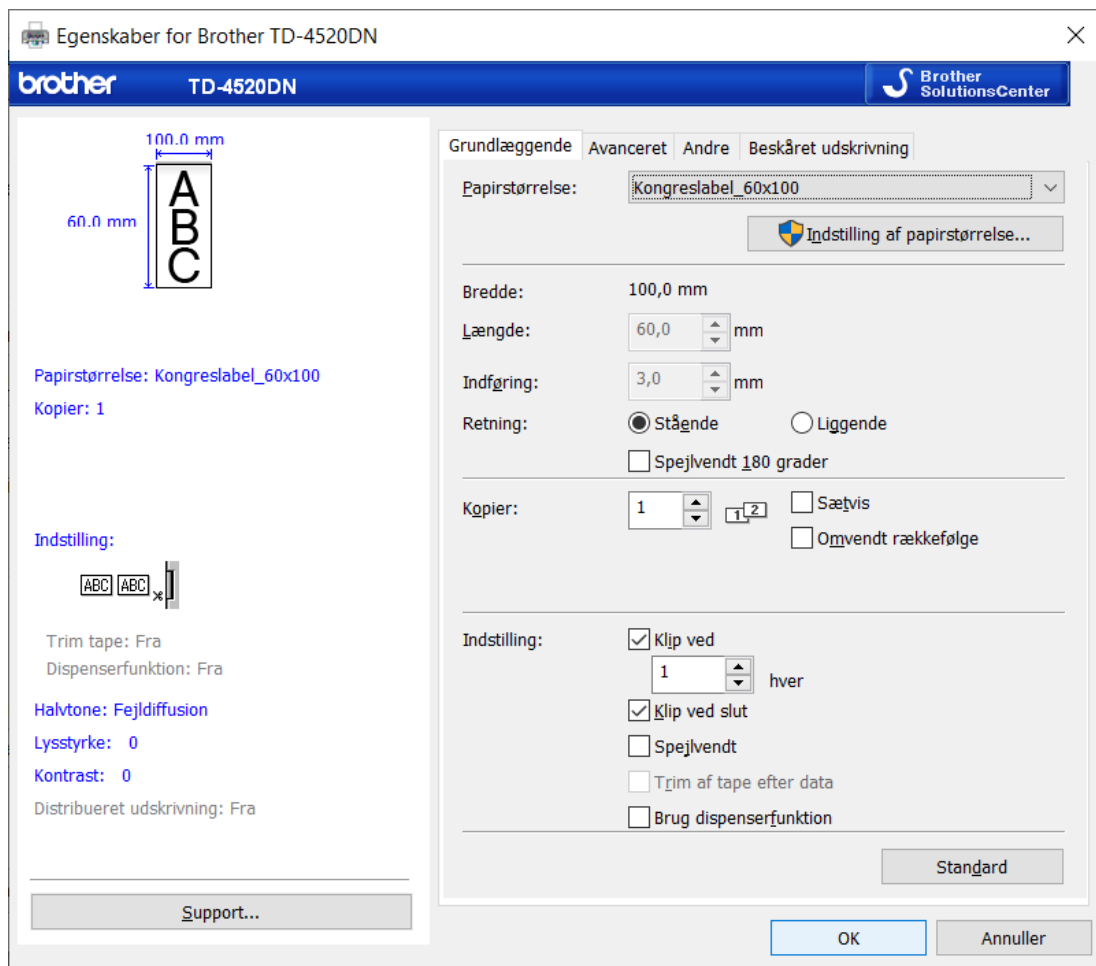 Egenskaber for Brother TD-4520DN
brother TD-4520DN Brother SolutionsCenter
100.0 mm
60.0 mm
A
B
C
Papirstørrelse: Kongreslabel_60x100
Kopier: 1
Indstilling:
ABC ABC
Trim tape: Fra
Dispenserfunktion: Fra
Halvtone: Fejldiffusion
Lysstyrke: 0
Kontrast: 0
Distribueret udskrivning: Fra
Support...
Grundlæggende Avanceret Andre Beskåret udskrivning
Papirstørrelse: Kongreslabel_60x100
Indstilling af papirstørrelse...
Bredde: 100,0 mm
Længde: 60,0 mm
Indføring: 3,0 mm
Retning: Stående Liggende
Spejlvendt 180 grader
Kopier: 1 1 2 Sætvis
Omvendt rækkefølge
Indstilling: Klip ved
1 hver
Klip ved slut
Spejlvendt
Trim af tape efter data
Brug dispenserfunktion
Standard
OK Annuller